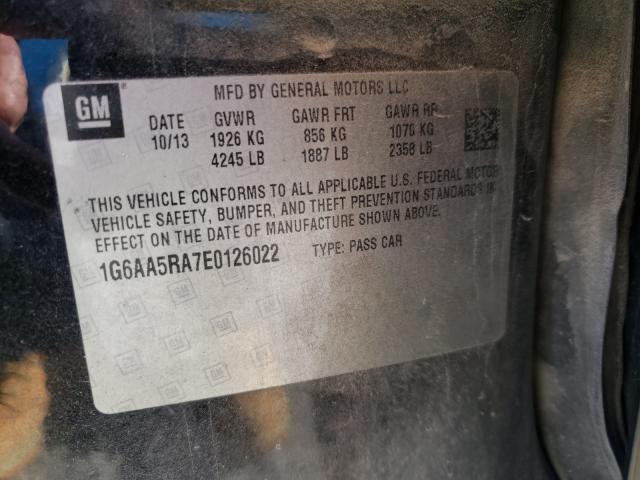 GM
MFD BY GENERAL MOTORS LLC
DATE GVWR GAWR FRT GAWR RR
10/13 1926 KG 856 KG 1070 KG
4245 LB 1887 LB 2358 LB
THIS VEHICLE CONFORMS TO ALL APPLICABLE U.S. FEDERAL MOTOR
VEHICLE SAFETY, BUMPER, AND THEFT PREVENTION STANDARDS IN
EFFECT ON THE DATE OF MANUFACTURE SHOWN ABOVE.
1G6AA5RA7E0126022 TYPE: PASS CAR